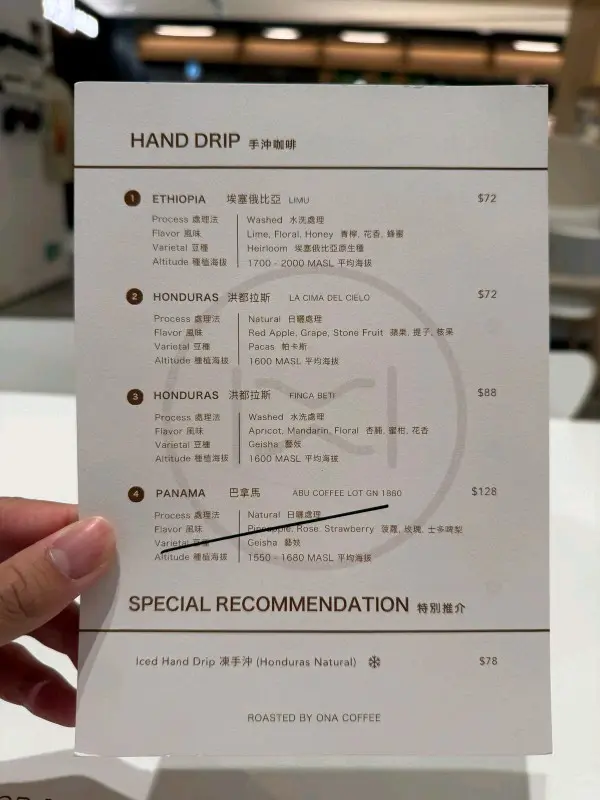 HAND DRIP 手沖咖啡
1 ETHIOPIA 埃塞俄比亞 LIMU $72
Process 處理法 Washed 水洗處理
Flavor 風味 Lime, Floral, Honey 青檸, 花香, 蜂蜜
Varietal 豆種 Heirloom 埃塞俄比亞原生種
Altitude 種植海拔 1700 - 2000 MASL 平均海拔
2 HONDURAS 洪都拉斯 LA CIMA DEL CIELO $72
Process 處理法 Natural 日曬處理
Flavor 風味 Red Apple, Grape, Stone Fruit 蘋果, 提子, 核果
Varietal 豆種 Pacas 帕卡斯
Altitude 種植海拔 1600 MASL 平均海拔
3 HONDURAS 洪都拉斯 FINCA BETI $88
Process 處理法 Washed 水洗處理
Flavor 風味 Apricot, Mandarin, Floral 杏脯, 蜜柑, 花香
Varietal 豆種 Geisha 藝妓
Altitude 種植海拔 1600 MASL 平均海拔
4 PANAMA 巴拿馬 ABU COFFEE LOT GN 1860 $128
Process 處理法 Natural 日曬處理
Flavor 風味 Pineapple, Rose, Strawberry 菠蘿, 玫瑰, 士多啤梨
Varietal 豆種 Geisha 藝妓
Altitude 種植海拔 1550 - 1680 MASL 平均海拔
SPECIAL RECOMMENDATION 特別推介
Iced Hand Drip 凍手沖 (Honduras Natural) $78
ROASTED BY ONA COFFEE